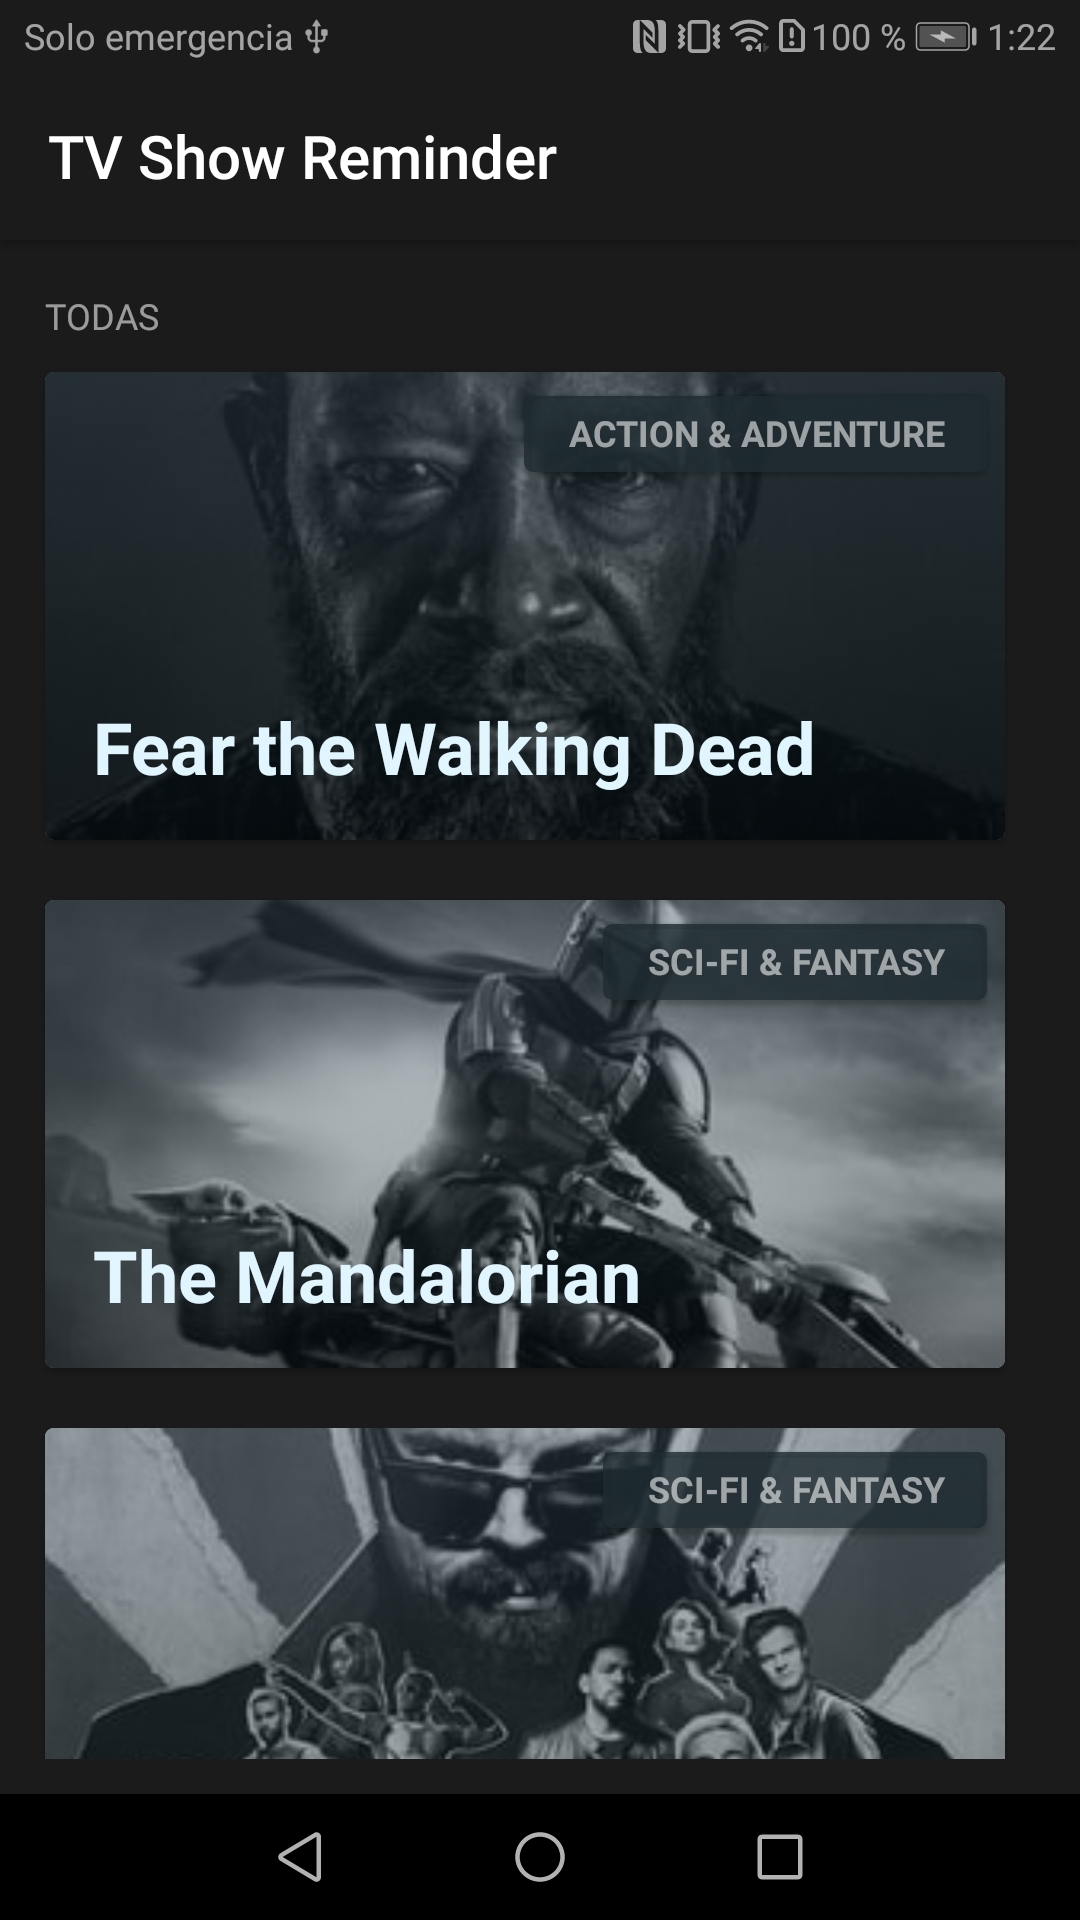 Solo emergencia 100 % 1:22
TV Show Reminder
TODAS
ACTION & ADVENTURE
Fear the Walking Dead
SCI-FI & FANTASY
The Mandalorian
SCI-FI & FANTASY